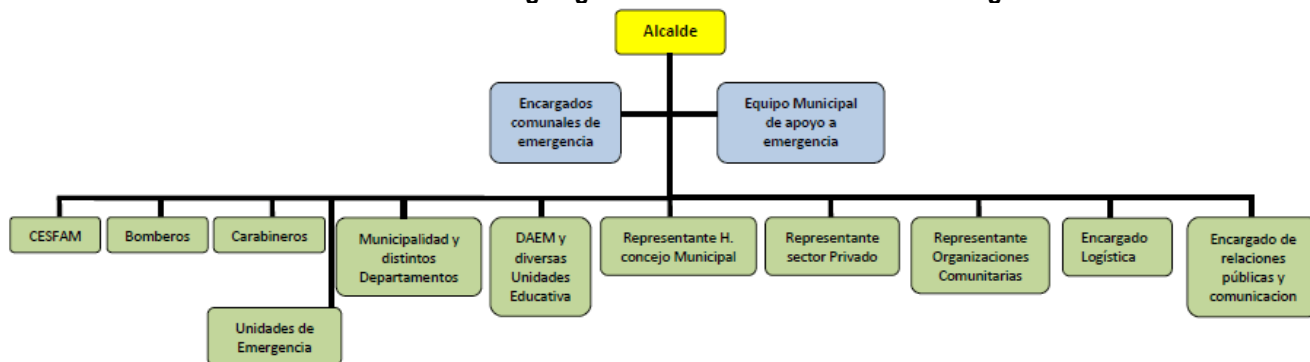 Alcalde
Encargados
comunales de
emergencia
Equipo Municipal
de apoyo a
emergencia
CESFAM
Bomberos
Carabineros
Unidades de
Emergencia
Municipalidad y
distintos
Departamentos
DAEM y
diversas
Unidades
Educativa
Representante H.
concejo Municipal
Representante
sector Privado
Representante
Organizaciones
Comunitarias
Encargado
Logística
Encargado de
relaciones
públicas y
comunicacion